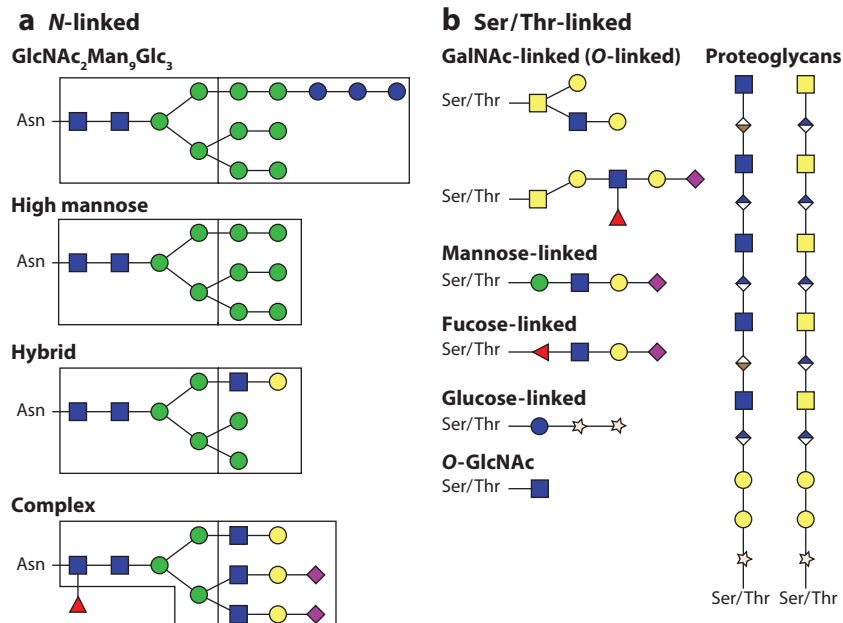 a N-linked
GlcNAc₂Man₉Glc₃
Asn
High mannose
Asn
Hybrid
Asn
Complex
Asn
b Ser/Thr-linked
GalNAc-linked (O-linked)
Ser/Thr
Ser/Thr
Mannose-linked
Ser/Thr
Fucose-linked
Ser/Thr
Glucose-linked
Ser/Thr
O-GlcNAc
Ser/Thr
Proteoglycans
Ser/Thr Ser/Thr